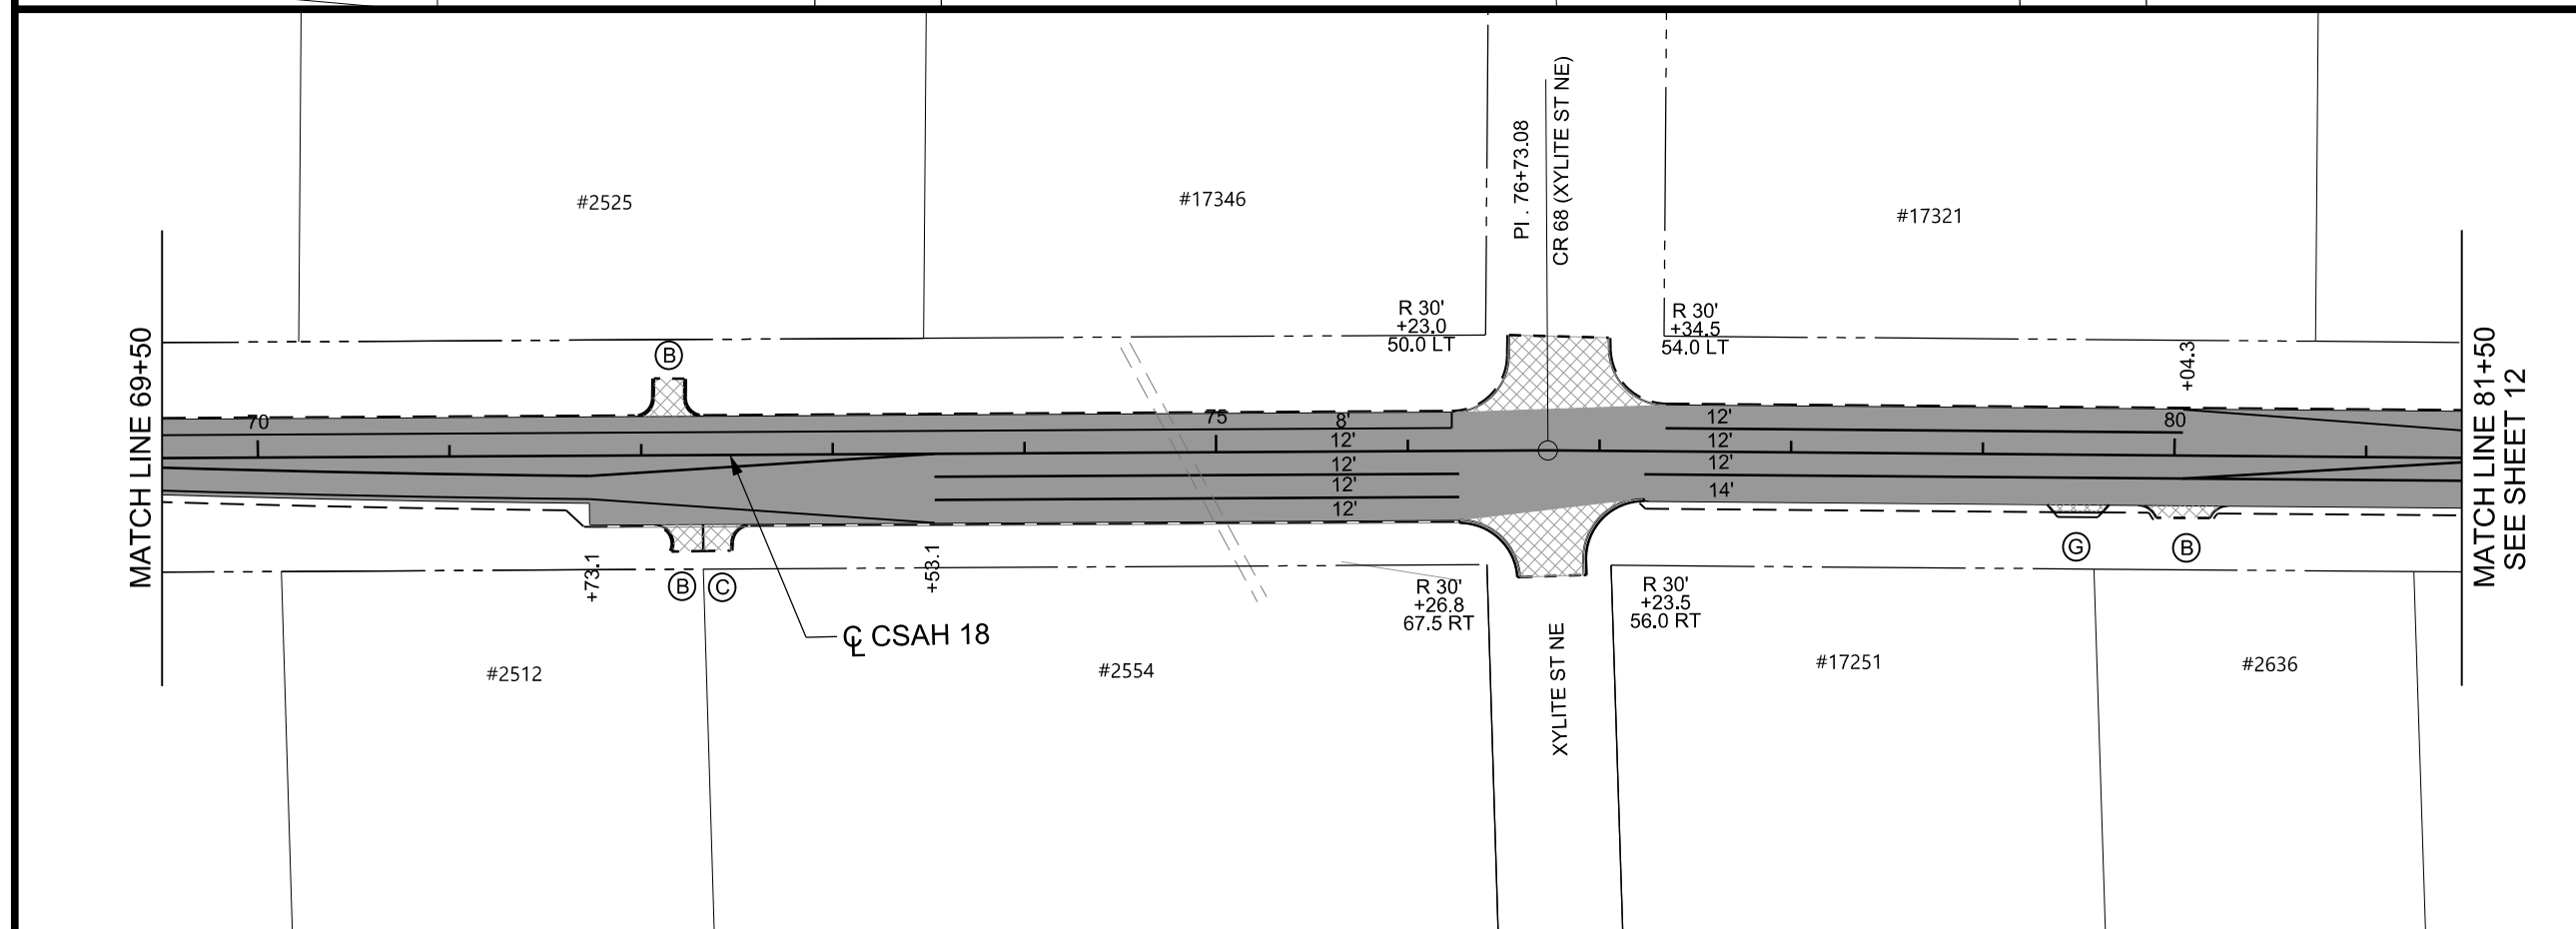 #2525
#17346
PI . 76+73.08
CR 68 (XYLITE ST NE)
#17321
MATCH LINE 69+50
B
R 30'
+23.0
50.0 LT
R 30'
+34.5
54.0 LT
+04.3
MATCH LINE 81+50
SEE SHEET 12
70
75
8'
12'
12'
12'
12'
12'
12'
12'
14'
80
+73.1
B
C
+53.1
℄ CSAH 18
R 30'
+26.8
67.5 RT
XYLITE ST NE
R 30'
+23.5
56.0 RT
G
B
#2512
#2554
#17251
#2636